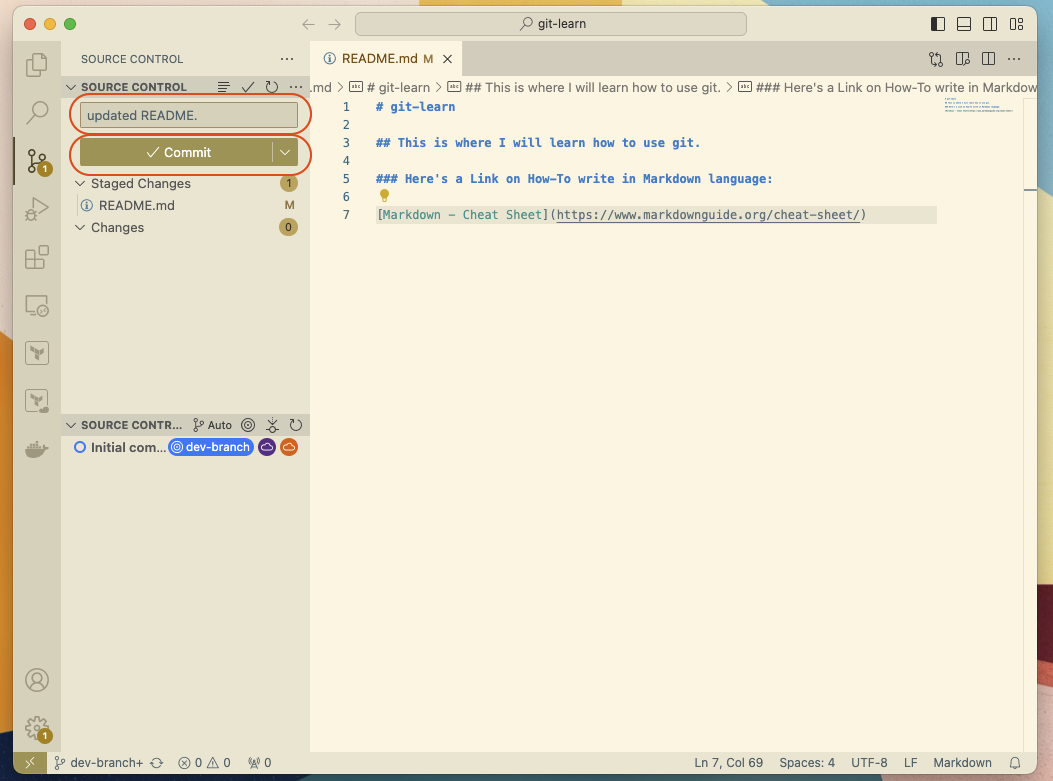 git-learn
SOURCE CONTROL
README.md M
SOURCE CONTROL
.md > # git-learn > ## This is where I will learn how to use git. > ### Here's a Link on How-To write in Markdown
updated README.
Commit
Staged Changes 1
README.md M
Changes 0
1 # git-learn
2
3 ## This is where I will learn how to use git.
4
5 ### Here's a Link on How-To write in Markdown language:
6
7 [Markdown - Cheat Sheet](https://www.markdownguide.org/cheat-sheet/)
1
SOURCE CONTR... Auto
Initial com... dev-branch
1
dev-branch+ 0 0 0 Ln 7, Col 69 Spaces: 4 UTF-8 LF Markdown